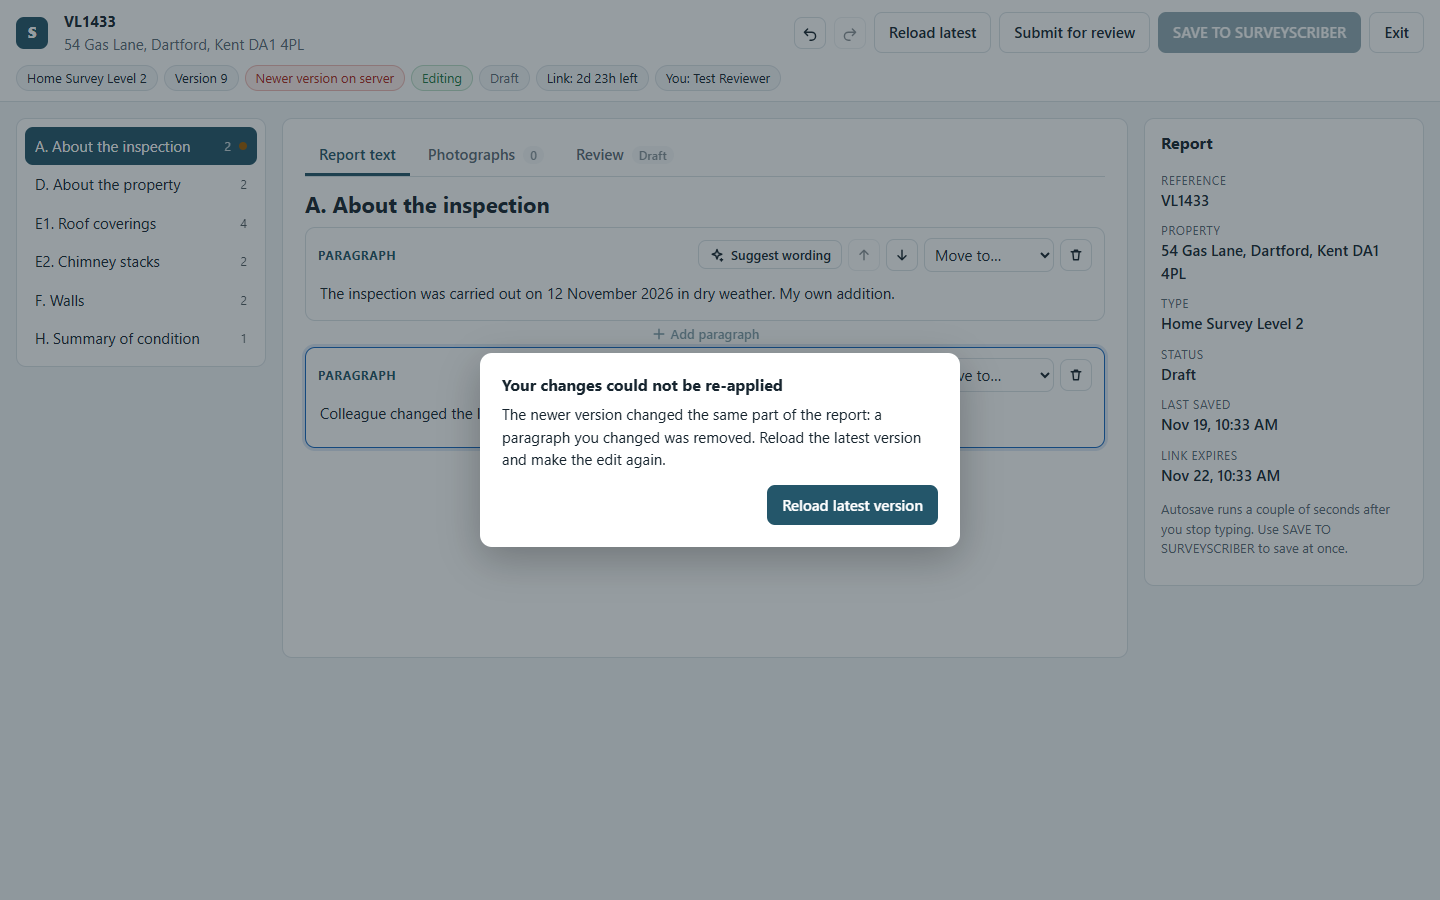 S
VL1433
54 Gas Lane, Dartford, Kent DA1 4PL
Reload latest
Submit for review
SAVE TO SURVEYSCRIBER
Exit
Home Survey Level 2
Version 9
Newer version on server
Editing
Draft
Link: 2d 23h left
You: Test Reviewer
A. About the inspection 2
D. About the property 2
E1. Roof coverings 4
E2. Chimney stacks 2
F. Walls 2
H. Summary of condition 1
Report text
Photographs 0
Review Draft
A. About the inspection
PARAGRAPH
Suggest wording
Move to...
The inspection was carried out on 12 November 2026 in dry weather. My own addition.
Add paragraph
PARAGRAPH
to...
Colleague changed the
Your changes could not be re-applied
The newer version changed the same part of the report: a
paragraph you changed was removed. Reload the latest version
and make the edit again.
Reload latest version
Report
REFERENCE
VL1433
PROPERTY
54 Gas Lane, Dartford, Kent DA1
4PL
TYPE
Home Survey Level 2
STATUS
Draft
LAST SAVED
Nov 19, 10:33 AM
LINK EXPIRES
Nov 22, 10:33 AM
Autosave runs a couple of seconds after
you stop typing. Use SAVE TO
SURVEYSCRIBER to save at once.